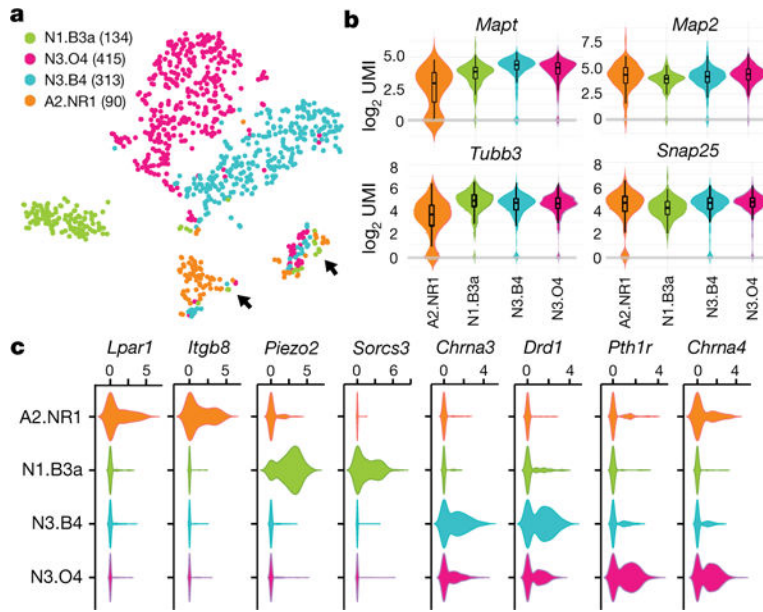 a
N1.B3a (134)
N3.O4 (415)
N3.B4 (313)
A2.NR1 (90)
b
Mapt
Map2
log2 UMI
5.0
2.5
0
7.5
5.0
2.5
0
Tubb3
Snap25
log2 UMI
8
6
4
2
0
8
6
4
2
0
A2.NR1
N1.B3a
N3.B4
N3.O4
A2.NR1
N1.B3a
N3.B4
N3.O4
c
Lpar1 Itgb8 Piezo2 Sorcs3 Chrna3 Drd1 Pth1r Chrna4
0 5 0 5 0 5 0 6 0 4 0 4 0 4 0 4
A2.NR1
N1.B3a
N3.B4
N3.O4